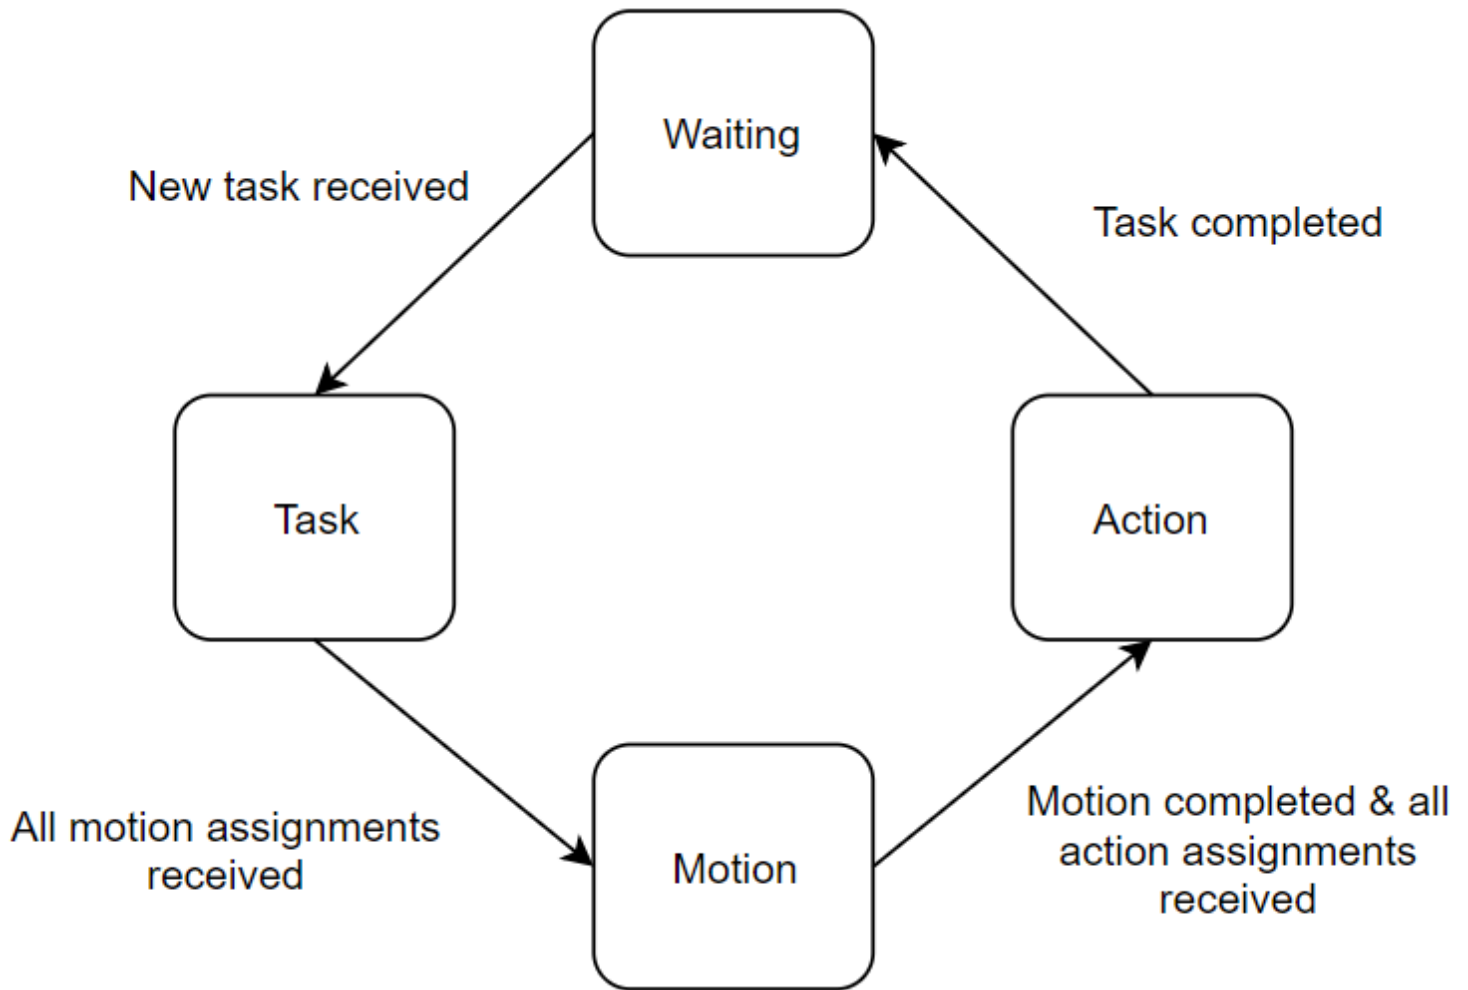 Waiting
New task received
Task completed
Task
Action
All motion assignments
received
Motion
Motion completed & all
action assignments
received